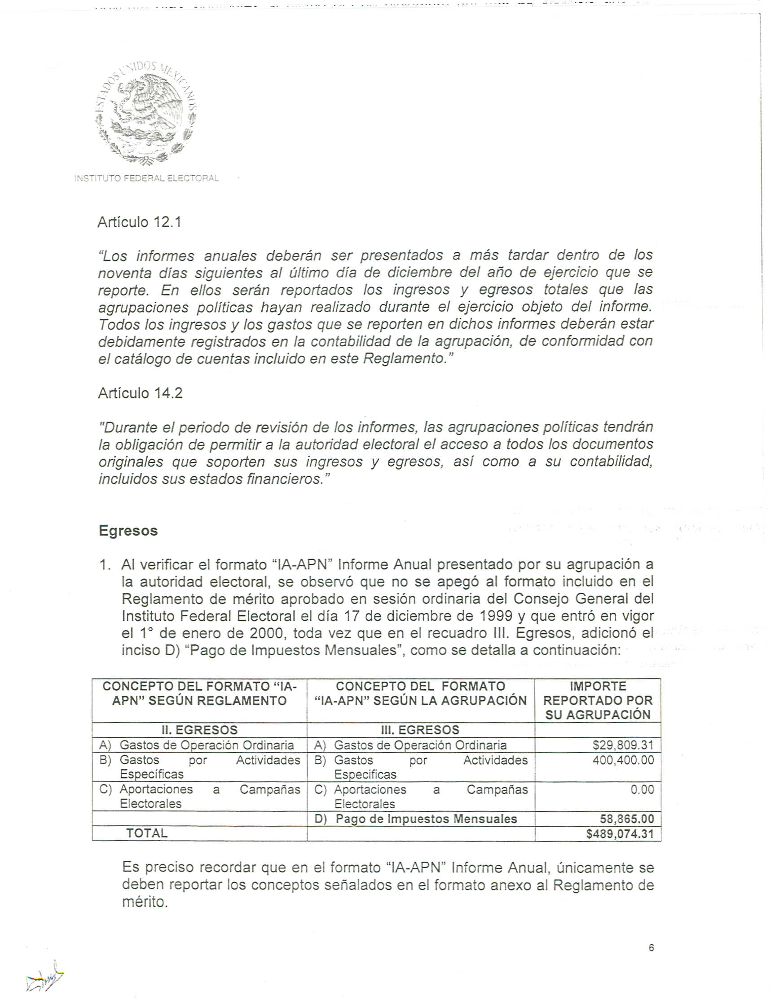 ESTADOS UNIDOS MEXICANOS
INSTITUTO FEDERAL ELECTORAL
Artículo 12.1
“Los informes anuales deberán ser presentados a más tardar dentro de los
noventa días siguientes al último día de diciembre del año de ejercicio que se
reporte. En ellos serán reportados los ingresos y egresos totales que las
agrupaciones políticas hayan realizado durante el ejercicio objeto del informe.
Todos los ingresos y los gastos que se reporten en dichos informes deberán estar
debidamente registrados en la contabilidad de la agrupación, de conformidad con
el catálogo de cuentas incluido en este Reglamento.”
Artículo 14.2
"Durante el periodo de revisión de los informes, las agrupaciones políticas tendrán
la obligación de permitir a la autoridad electoral el acceso a todos los documentos
originales que soporten sus ingresos y egresos, así como a su contabilidad,
incluidos sus estados financieros.”
Egresos
1. Al verificar el formato “IA-APN” Informe Anual presentado por su agrupación a
la autoridad electoral, se observó que no se apegó al formato incluido en el
Reglamento de mérito aprobado en sesión ordinaria del Consejo General del
Instituto Federal Electoral el día 17 de diciembre de 1999 y que entró en vigor
el 1° de enero de 2000, toda vez que en el recuadro III. Egresos, adicionó el
inciso D) “Pago de Impuestos Mensuales”, como se detalla a continuación:
CONCEPTO DEL FORMATO “IA-
APN” SEGÚN REGLAMENTO
CONCEPTO DEL FORMATO
“IA-APN” SEGÚN LA AGRUPACIÓN
IMPORTE
REPORTADO POR
SU AGRUPACIÓN
II. EGRESOS III. EGRESOS
A) Gastos de Operación Ordinaria A) Gastos de Operación Ordinaria $29,809.31
B) Gastos por Actividades B) Gastos por Actividades 400,400.00
Específicas Especificas
C) Aportaciones a Campañas C) Aportaciones a Campañas 0.00
Electorales Electorales
D) Pago de Impuestos Mensuales 58,865.00
TOTAL $489,074.31
Es preciso recordar que en el formato “IA-APN” Informe Anual, únicamente se
deben reportar los conceptos señalados en el formato anexo al Reglamento de
mérito.
6